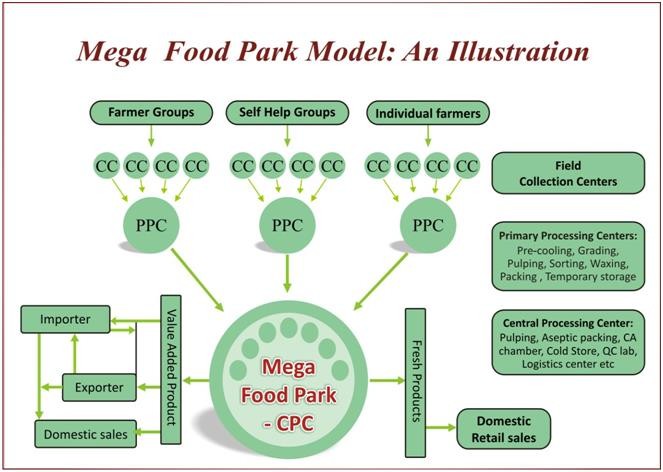 Mega Food Park Model: An Illustration
Farmer Groups
Self Help Groups
Individual farmers
CC CC CC CC
CC CC CC CC
CC CC CC CC
Field
Collection Centers
PPC
PPC
PPC
Primary Processing Centers:
Pre-cooling, Grading,
Pulping, Sorting, Waxing,
Packing , Temporary storage
Central Processing Center:
Pulping, Aseptic packing, CA
chamber, Cold Store, QC lab,
Logistics center etc
Importer
Exporter
Domestic sales
Value Added Product
Mega
Food Park
- CPC
Fresh Products
Domestic
Retail sales